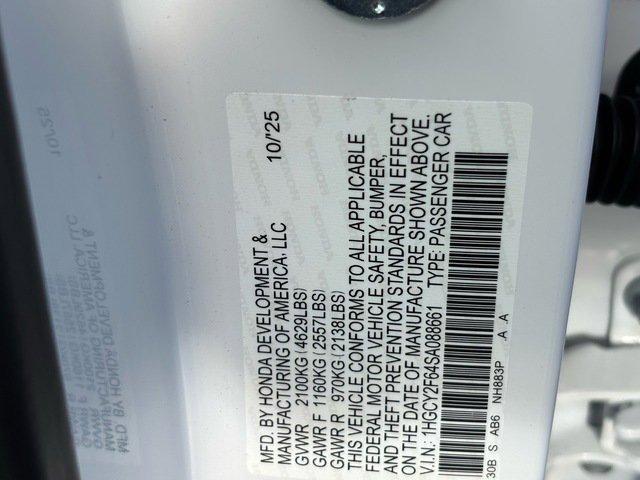 MFD. BY HONDA DEVELOPMENT &
MANUFACTURING OF AMERICA, LLC
10/'25
GVWR 2100KG(4629LBS)
GAWR F 1160KG(2557LBS)
GAWR R 970KG(2138LBS)
THIS VEHICLE CONFORMS TO ALL APPLICABLE
FEDERAL MOTOR VEHICLE SAFETY, BUMPER,
AND THEFT PREVENTION STANDARDS IN EFFECT
ON THE DATE OF MANUFACTURE SHOWN ABOVE.
V.I.N.: 1HGCY2F64SA088661 TYPE: PASSENGER CAR
30B S AB6 NH883P A A